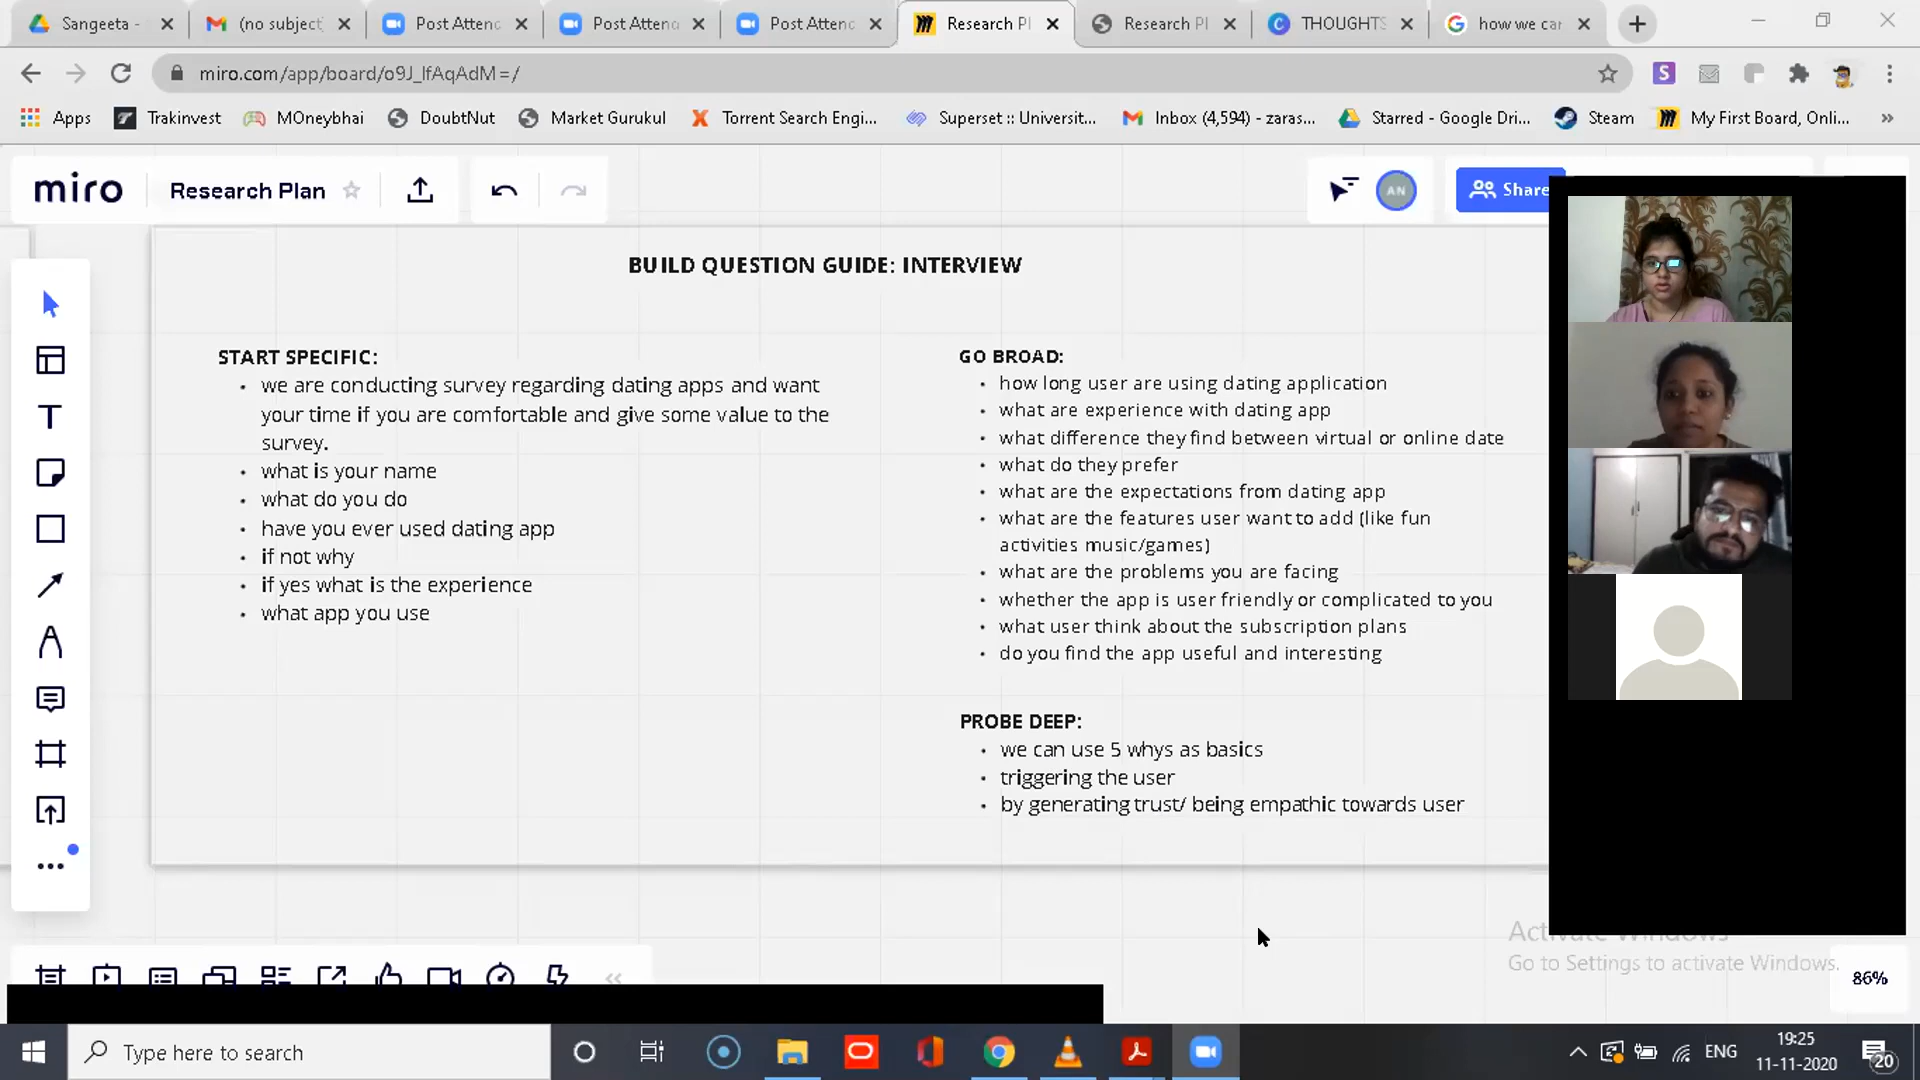 Sangeeta -
(no subject
Post Attend
Post Attend
Post Attend
Research Pl
Research Pl
THOUGHTS
how we car
miro.com/app/board/o9J_lfAqAdM=/
Apps
Trakinvest
MOneybhai
DoubtNut
Market Gurukul
Torrent Search Engi...
Superset :: Universit...
Inbox (4,594) - zaras...
Starred - Google Dri...
Steam
My First Board, Onli...
miro
Research Plan
AN
Share
BUILD QUESTION GUIDE: INTERVIEW
START SPECIFIC:
• we are conducting survey regarding dating apps and want
your time if you are comfortable and give some value to the
survey.
• what is your name
• what do you do
• have you ever used dating app
• if not why
• if yes what is the experience
• what app you use
GO BROAD:
• how long user are using dating application
• what are experience with dating app
• what difference they find between virtual or online date
• what do they prefer
• what are the expectations from dating app
• what are the features user want to add (like fun
activities music/games)
• what are the problems you are facing
• whether the app is user friendly or complicated to you
• what user think about the subscription plans
• do you find the app useful and interesting
PROBE DEEP:
• we can use 5 whys as basics
• triggering the user
• by generating trust/ being empathic towards user
Activate Windows
Go to Settings to activate Windows.
86%
Type here to search
ENG
19:25
11-11-2020
20